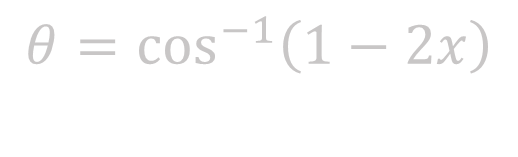 θ = cos⁻¹(1 − 2x)